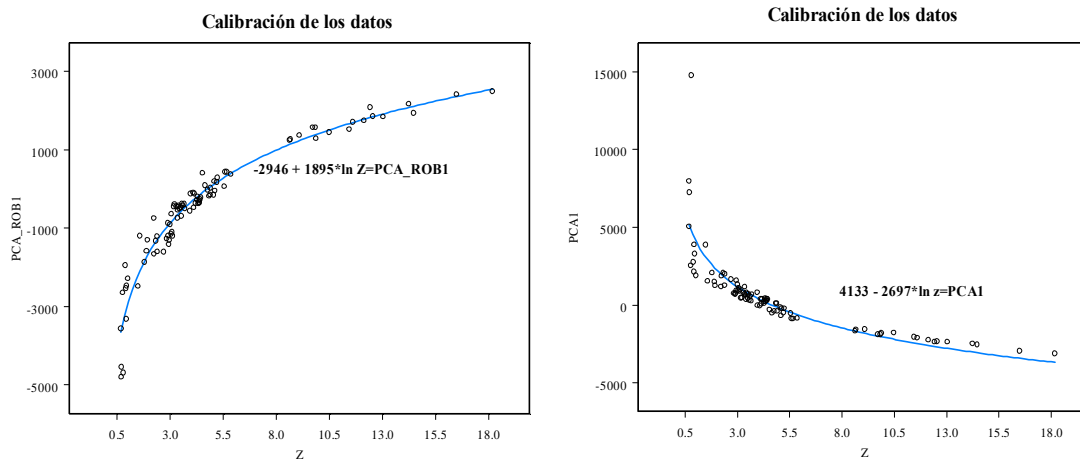 Calibración de los datos
3000
1000
-1000
-3000
-5000
PCA_ROB1
-2946 + 1895*ln Z=PCA_ROB1
0.5 3.0 5.5 8.0 10.5 13.0 15.5 18.0
Z
Calibración de los datos
15000
10000
5000
0
-5000
PCA1
4133 - 2697*ln z=PCA1
0.5 3.0 5.5 8.0 10.5 13.0 15.5 18.0
Z